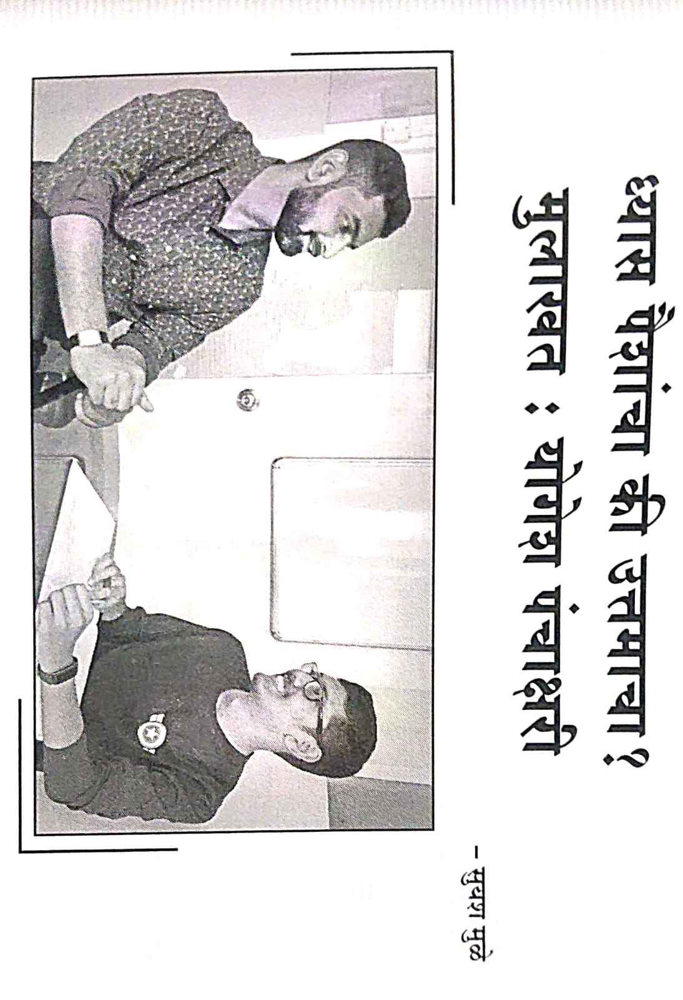 ध्यास पैशांचा की उत्तमाचा?
मुलाखत : योगेश पंचाक्षरी
– सुयश मुळे